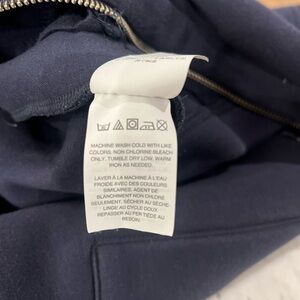 MACHINE WASH COLD WITH LIKE
COLORS. NON CHLORINE BLEACH
ONLY. TUMBLE DRY LOW. WARM
IRON AS NEEDED.
LAVER À LA MACHINE À L'EAU
FROIDE AVEC DES COULEURS
SIMILAIRES. AGENT DE
BLANCHIMENT NON CHLORÉ
SEULEMENT. SÉCHER AU SÈCHE-
LINGE AU CYCLE DOUX.
REPASSER AU FER TIÈDE AU
BESOIN.